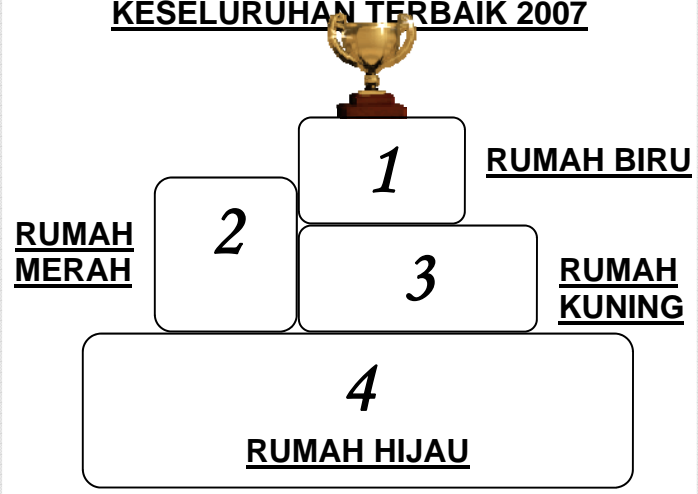 KESELURUHAN TERBAIK 2007
1
RUMAH BIRU
2
RUMAH
MERAH
3
RUMAH
KUNING
4
RUMAH HIJAU